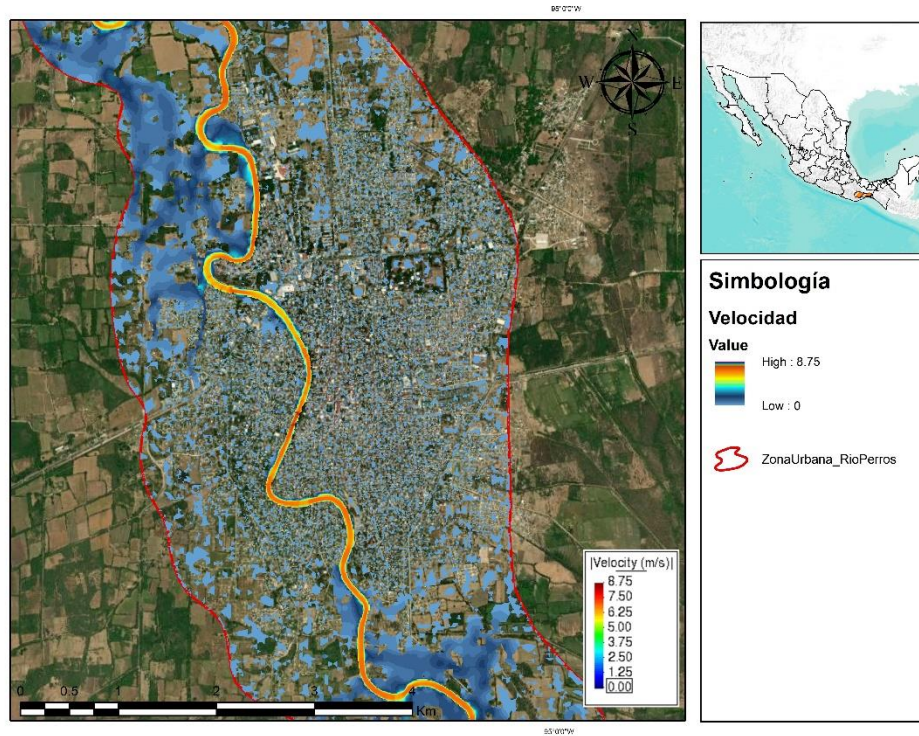 95°0'0"W
N
W
E
S
Simbología
Velocidad
Value
High : 8.75
Low : 0
ZonaUrbana_RioPerros
|Velocity (m/s)|
8.75
7.50
6.25
5.00
3.75
2.50
1.25
0.00
0 0.5 1 2 3 4
Km
95°0'0"W